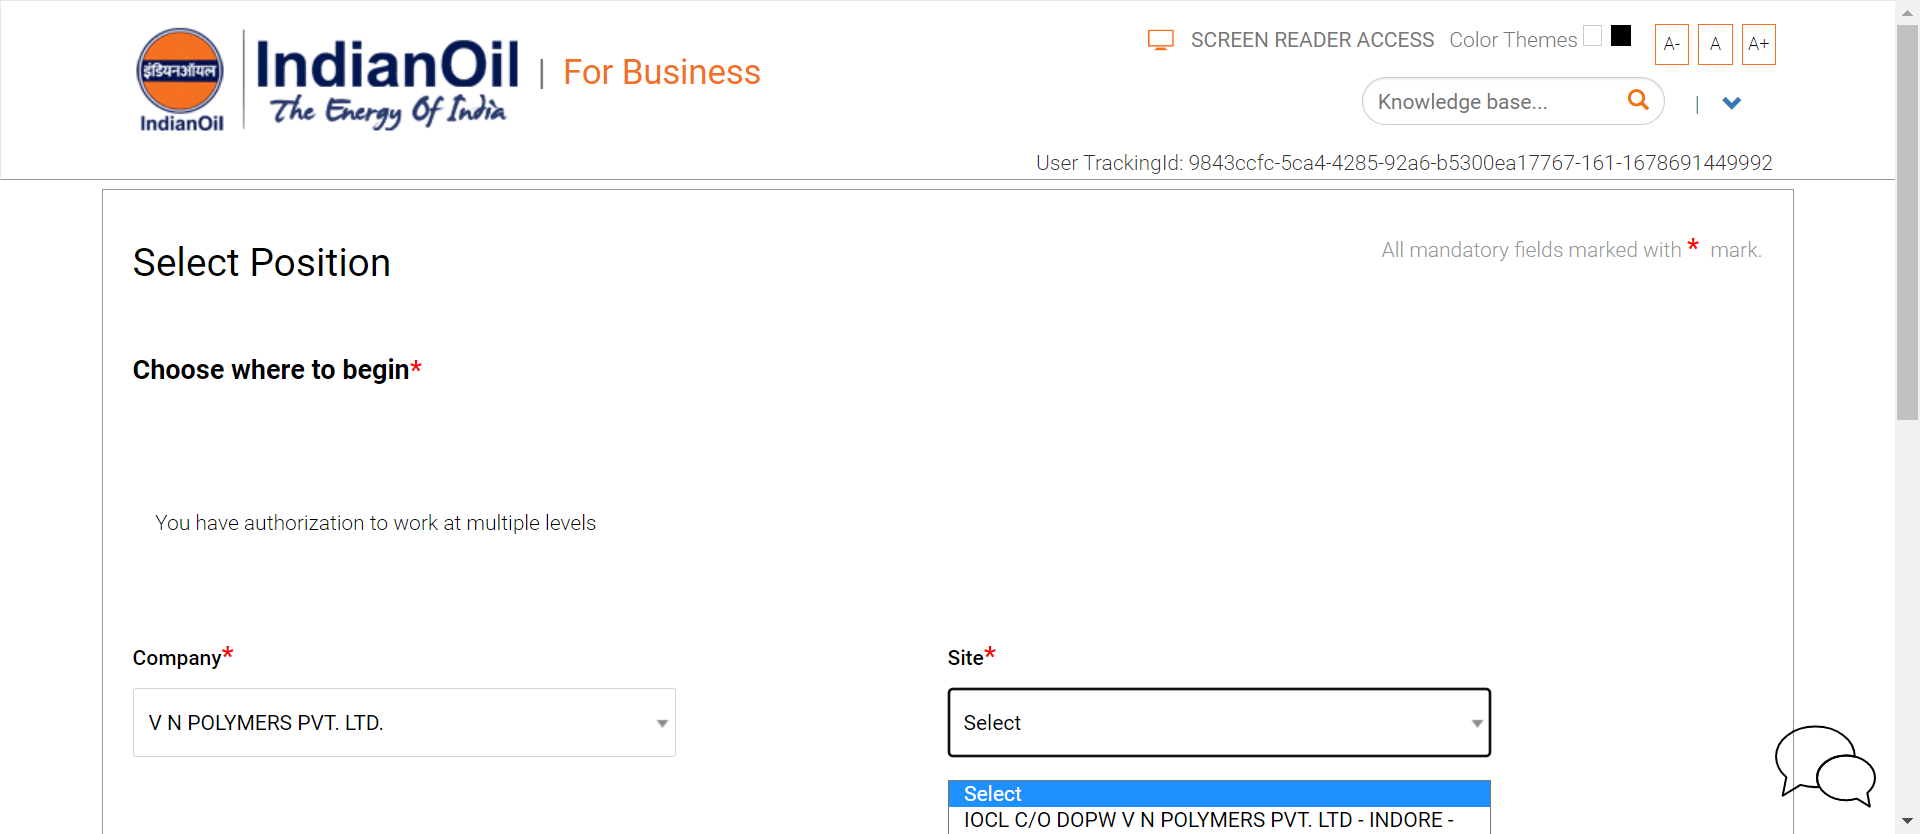 इंडियनऑयल
IndianOil
IndianOil
The Energy Of India
| For Business
SCREEN READER ACCESS Color Themes A- A A+
Knowledge base... |
User TrackingId: 9843ccfc-5ca4-4285-92a6-b5300ea17767-161-1678691449992
Select Position
All mandatory fields marked with * mark.
Choose where to begin*
You have authorization to work at multiple levels
Company*
Site*
V N POLYMERS PVT. LTD.
Select
Select
IOCL C/O DOPW V N POLYMERS PVT. LTD - INDORE -